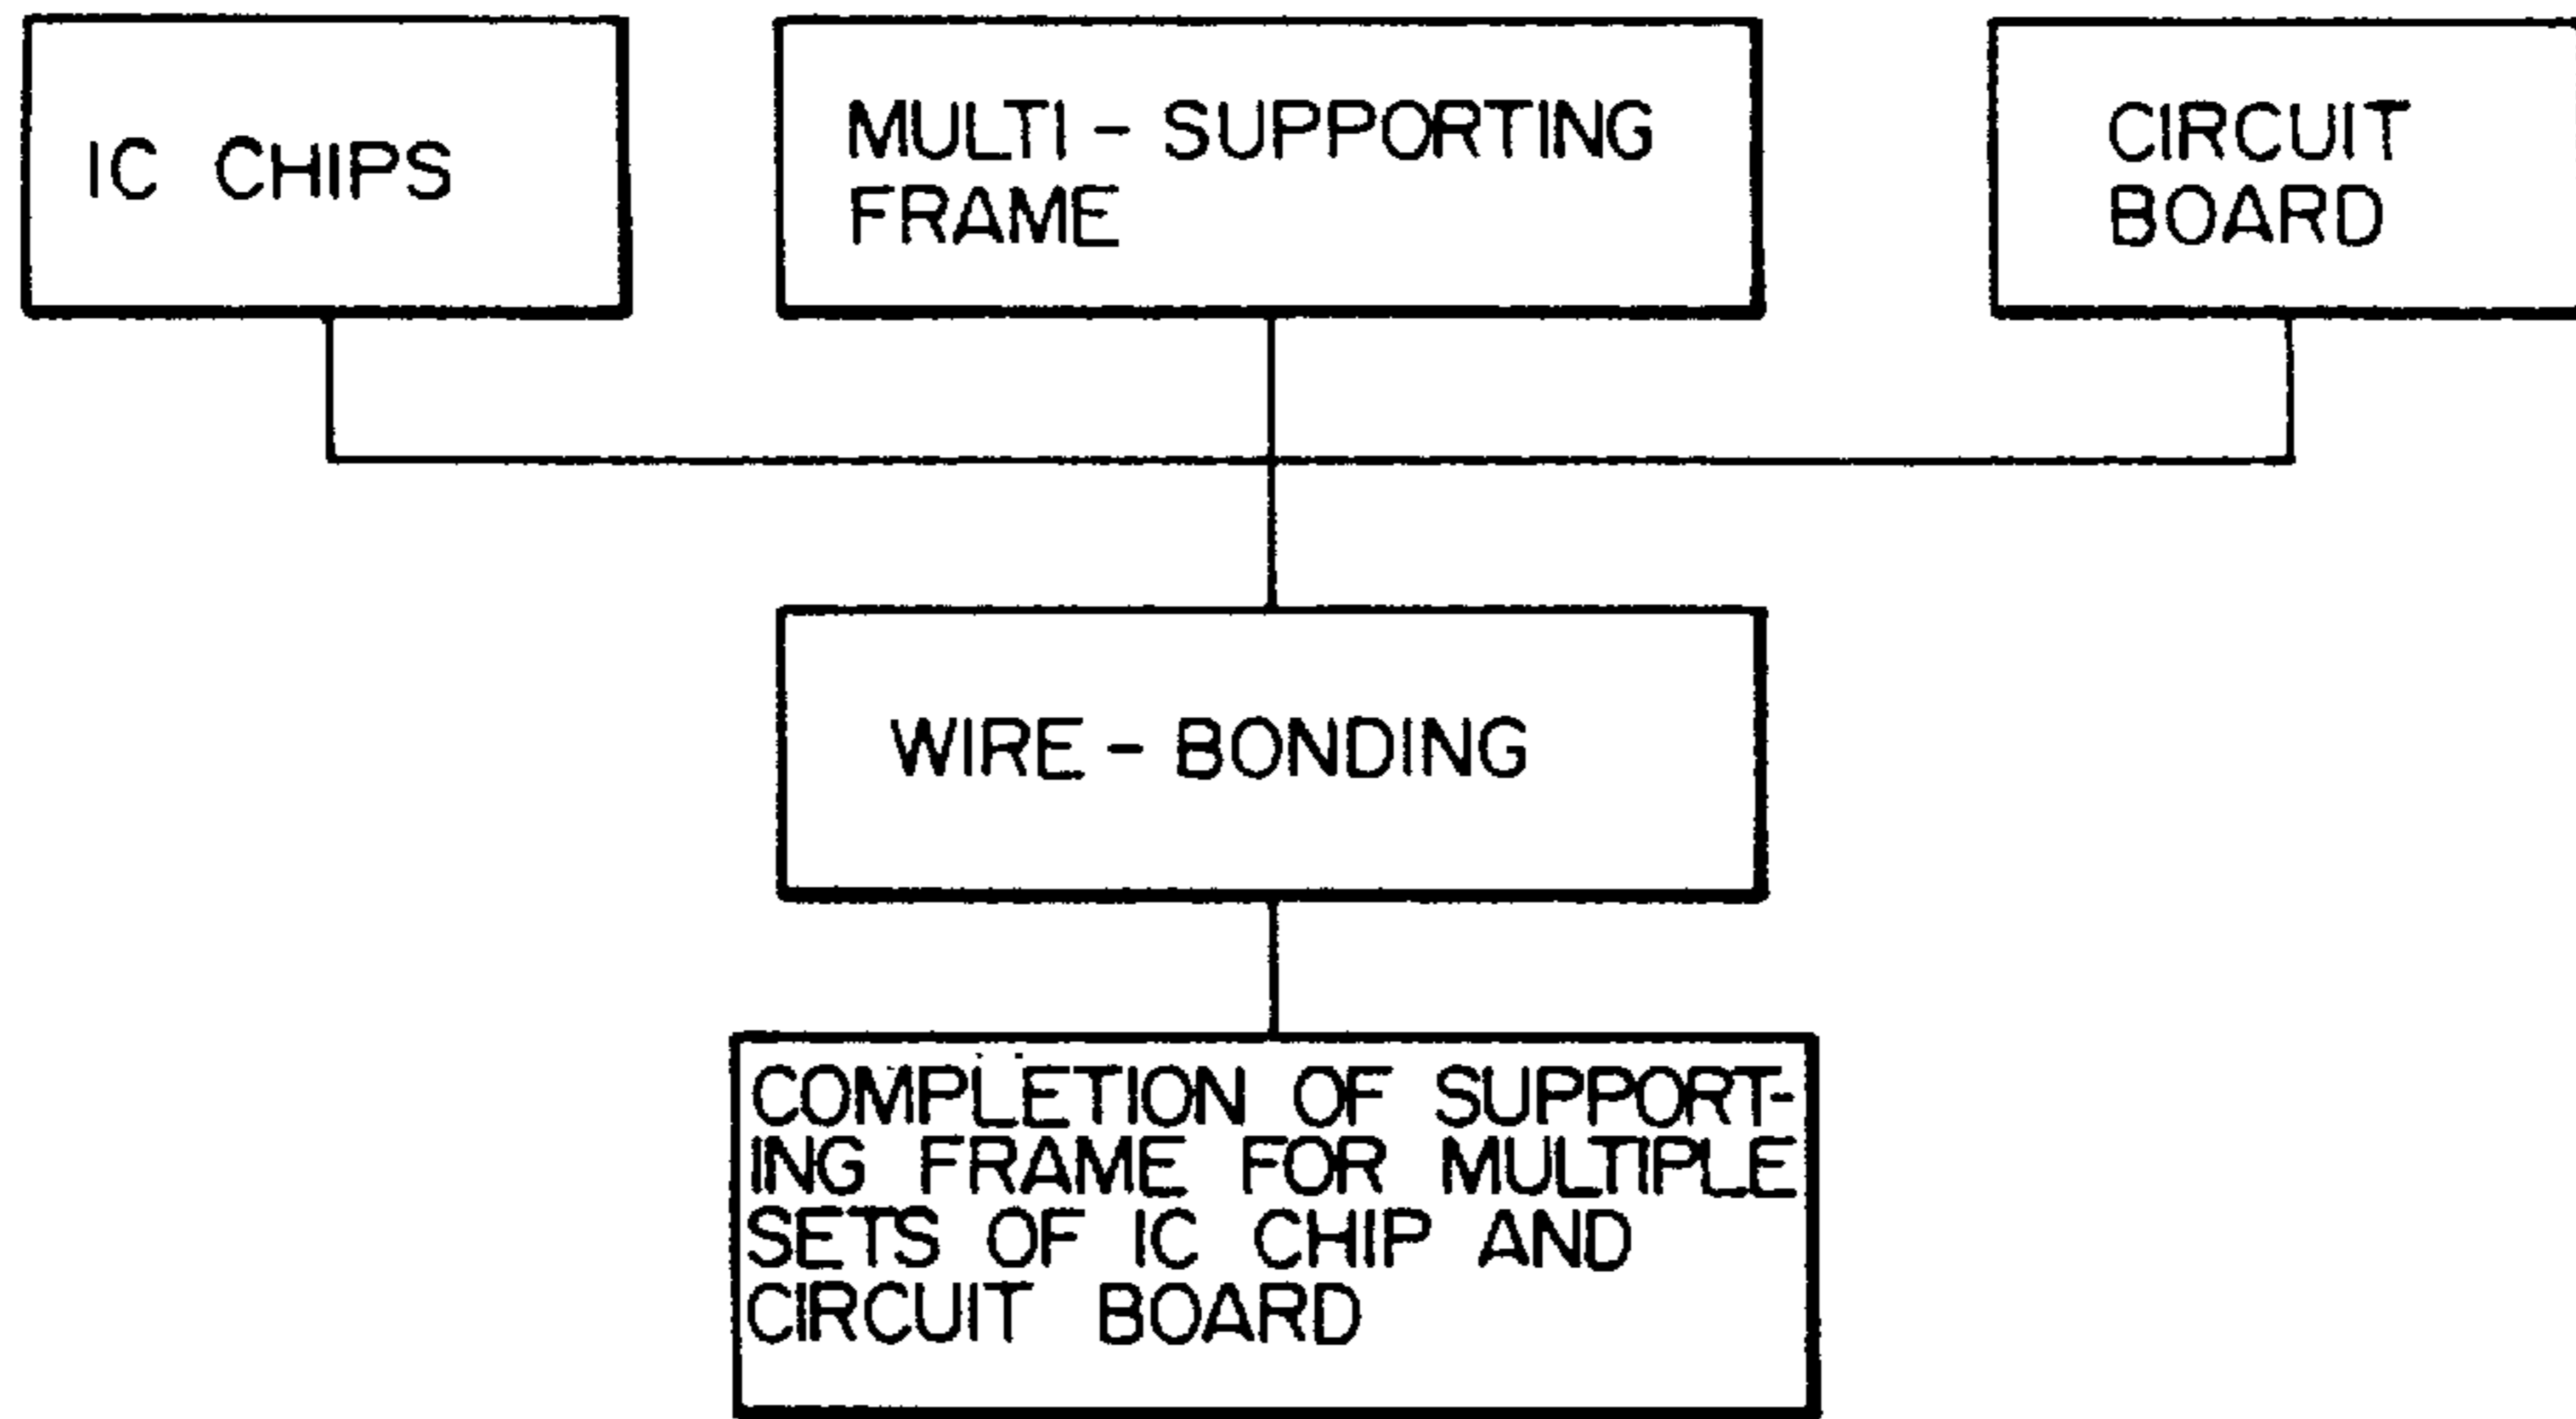 IC CHIPS
MULTI - SUPPORTING
FRAME
CIRCUIT
BOARD
WIRE - BONDING
COMPLETION OF SUPPORT-
ING FRAME FOR MULTIPLE
SETS OF IC CHIP AND
CIRCUIT BOARD